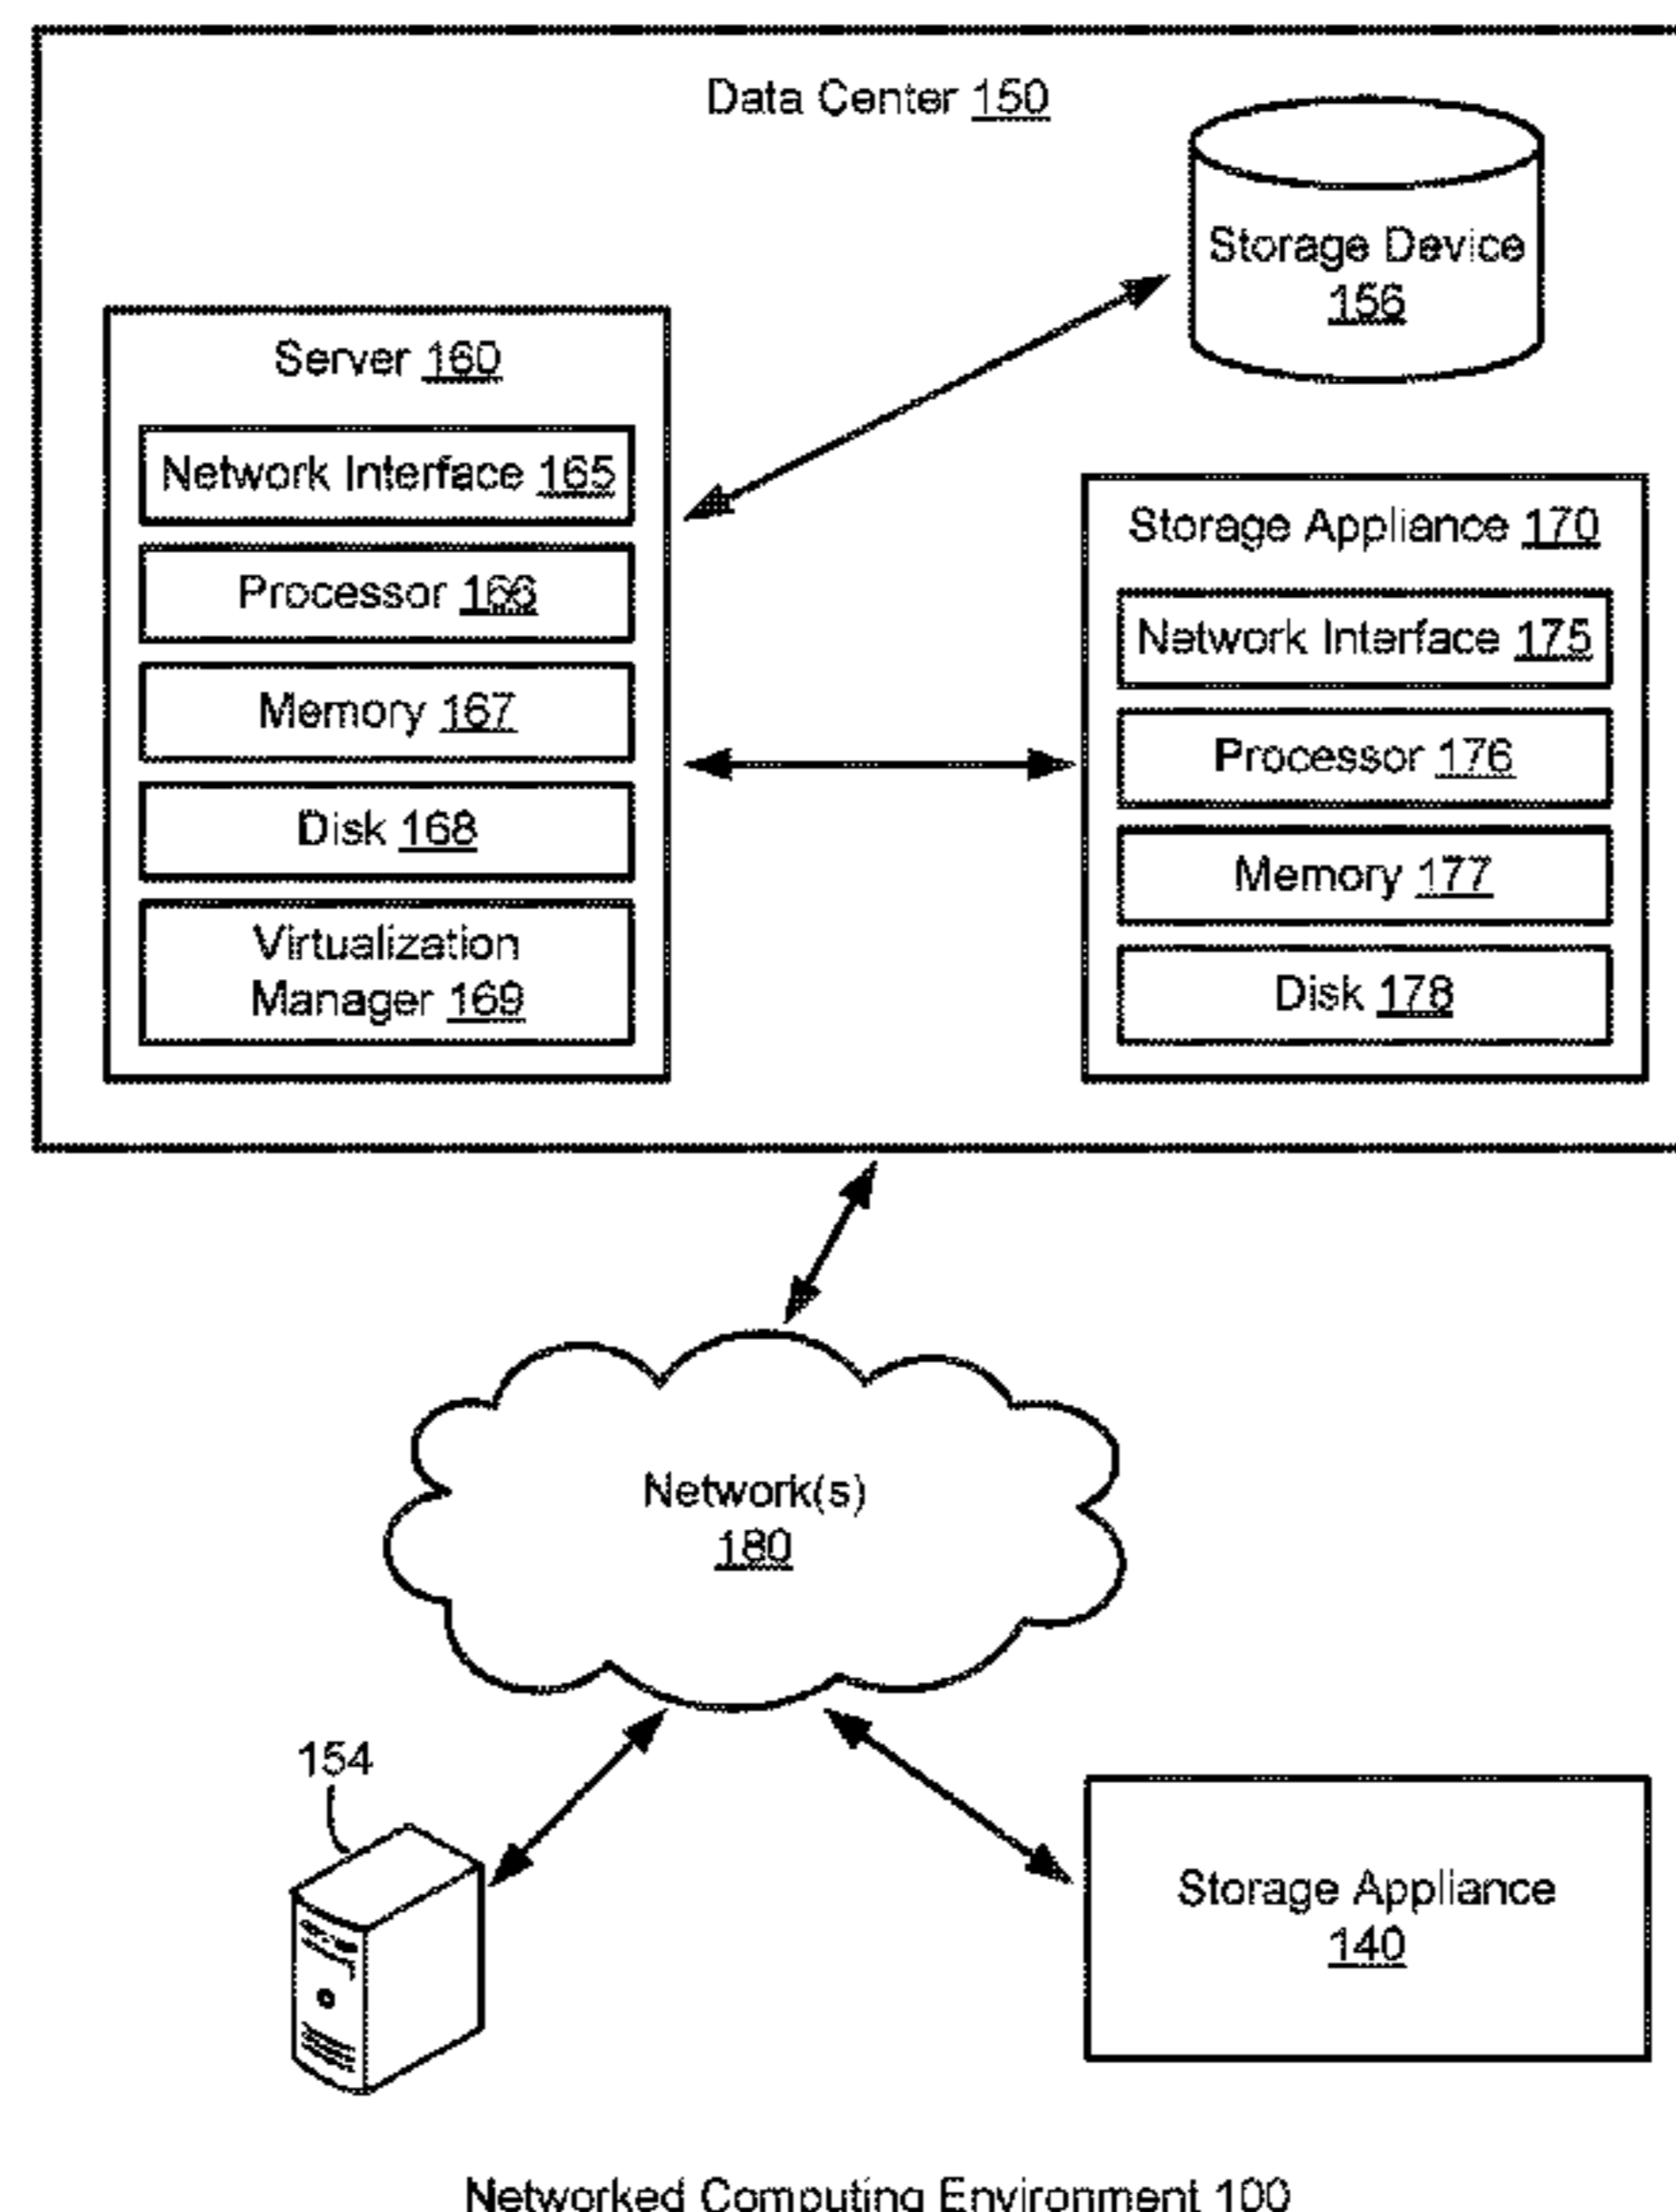 Data Center 150
Storage Device
156
Server 160
Network Interface 165
Processor 166
Memory 167
Disk 168
Virtualization
Manager 169
Storage Appliance 170
Network Interface 175
Processor 176
Memory 177
Disk 178
Network(s)
180
154
Storage Appliance
140
Networked Computing Environment 100